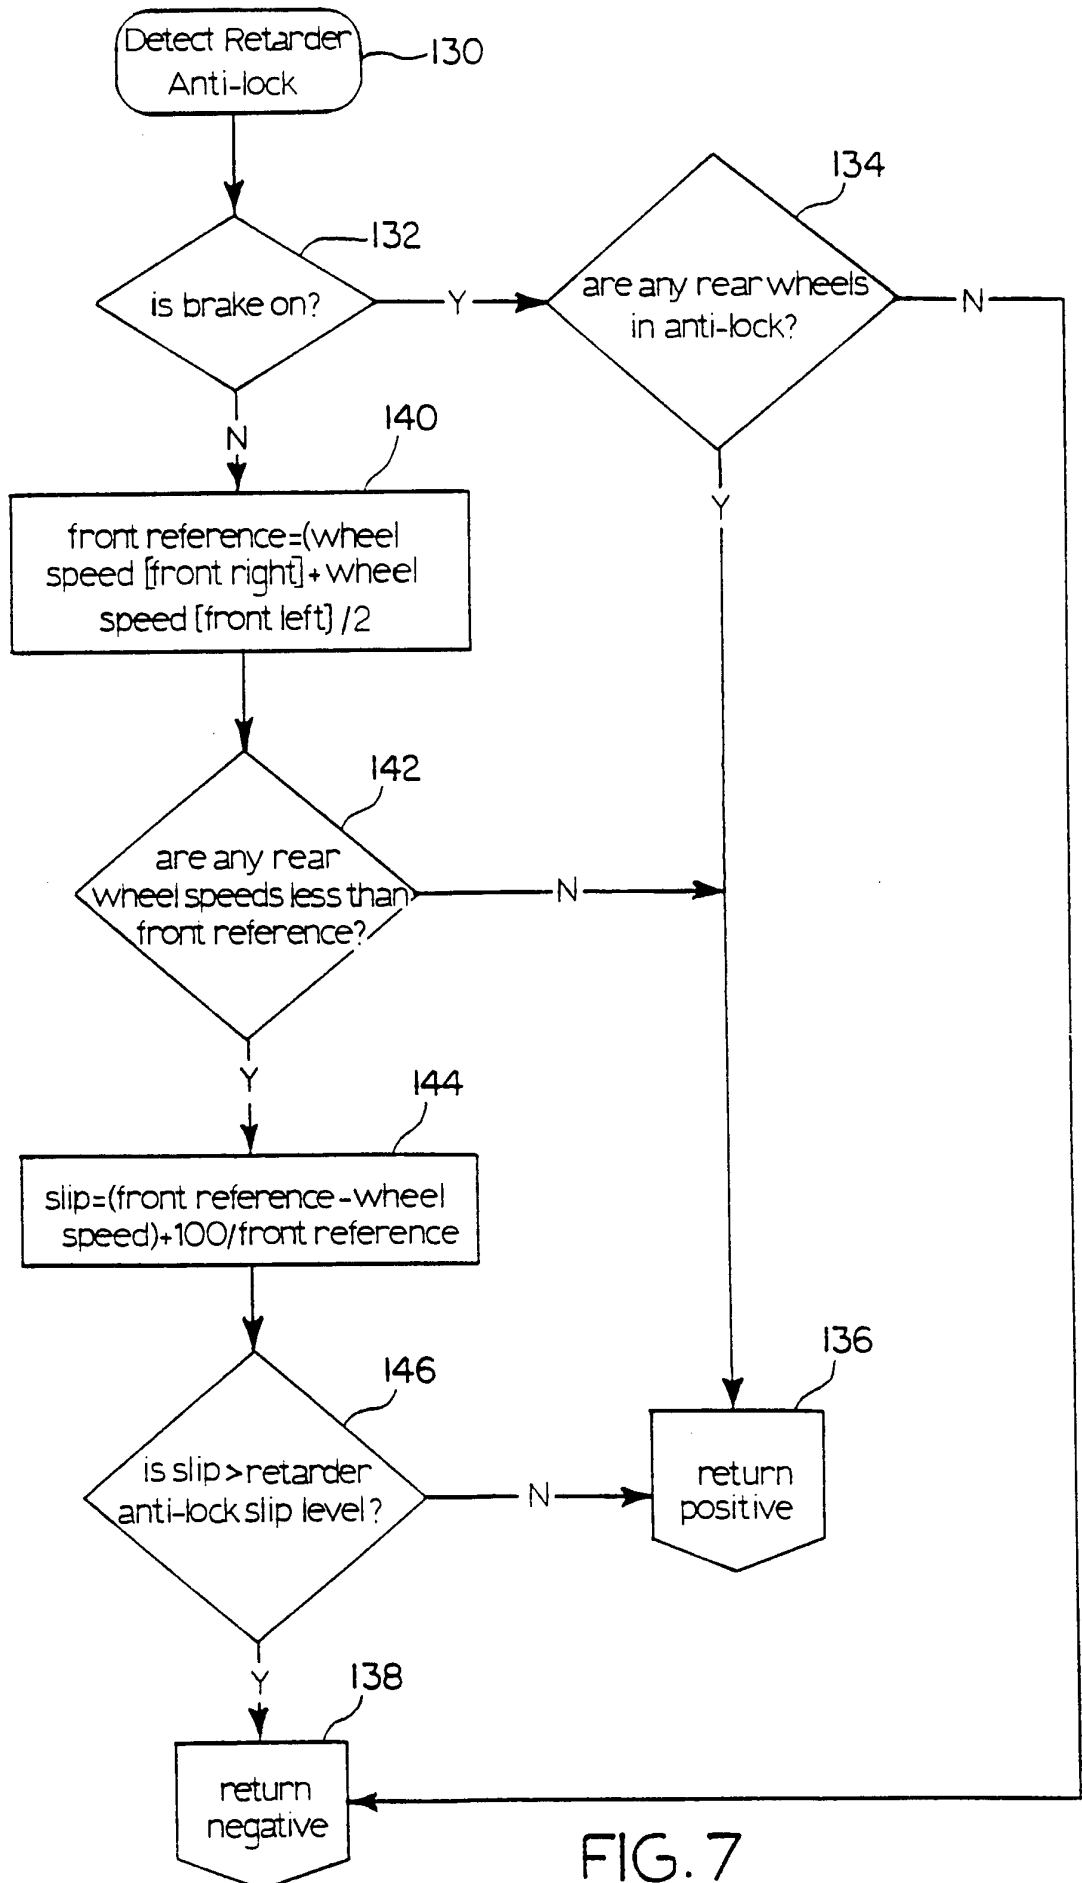 Detect Retarder
Anti-lock
130
132
is brake on?
Y
134
are any rear wheels
in anti-lock?
N
N
Y
140
front reference=(wheel
speed [front right]+wheel
speed [front left]/2
142
are any rear
wheel speeds less than
front reference?
N
Y
144
slip=(front reference-wheel
speed)+100/front reference
146
is slip>retarder
anti-lock slip level?
N
136
return
positive
Y
138
return
negative
FIG. 7